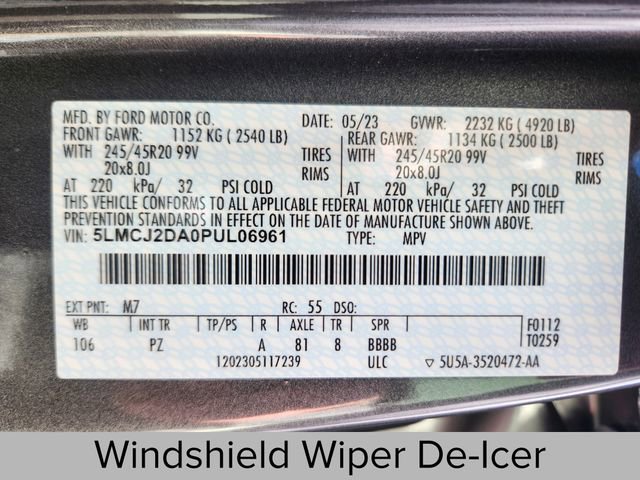 MFD. BY FORD MOTOR CO. DATE: 05/23 GVWR: 2232 KG ( 4920 LB)
FRONT GAWR: 1152 KG ( 2540 LB) REAR GAWR: 1134 KG ( 2500 LB)
WITH 245/45R20 99V TIRES WITH 245/45R20 99V TIRES
20x8.0J RIMS 20x8.0J RIMS
AT 220 kPa/ 32 PSI COLD AT 220 kPa/ 32 PSI COLD
THIS VEHICLE CONFORMS TO ALL APPLICABLE FEDERAL MOTOR VEHICLE SAFETY AND THEFT
PREVENTION STANDARDS IN EFFECT ON THE DATE OF MANUFACTURE SHOWN ABOVE.
VIN: 5LMCJ2DA0PUL06961 TYPE: MPV
EXT PNT: M7 RC: 55 DSO:
WB INT TR TP/PS R AXLE TR SPR F0112
106 PZ A 81 8 BBBB T0259
1202305117239 ULC ▽ 5U5A-3520472-AA
Windshield Wiper De-Icer